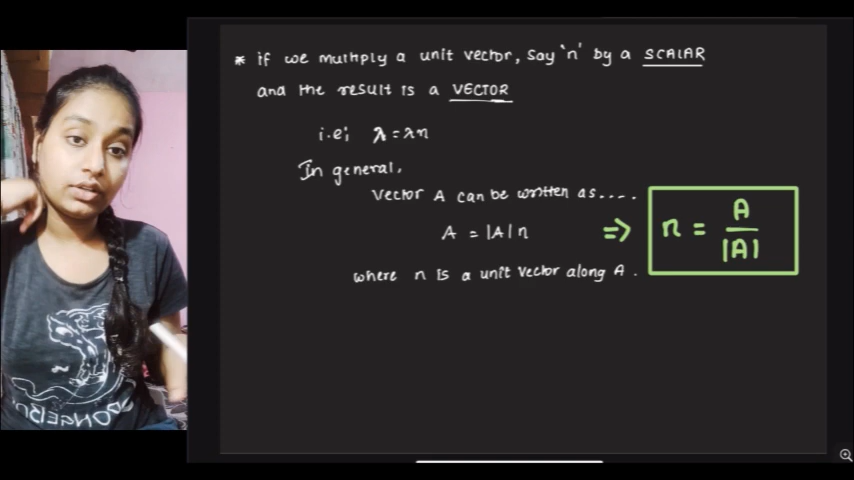 * if we multiply a unit vector, say 'n' by a SCALAR
and the result is a VECTOR
i.e; λ = λn
In general,
Vector A can be written as....
A = |A| n ⇒ n = A / |A|
where n is a unit vector along A.